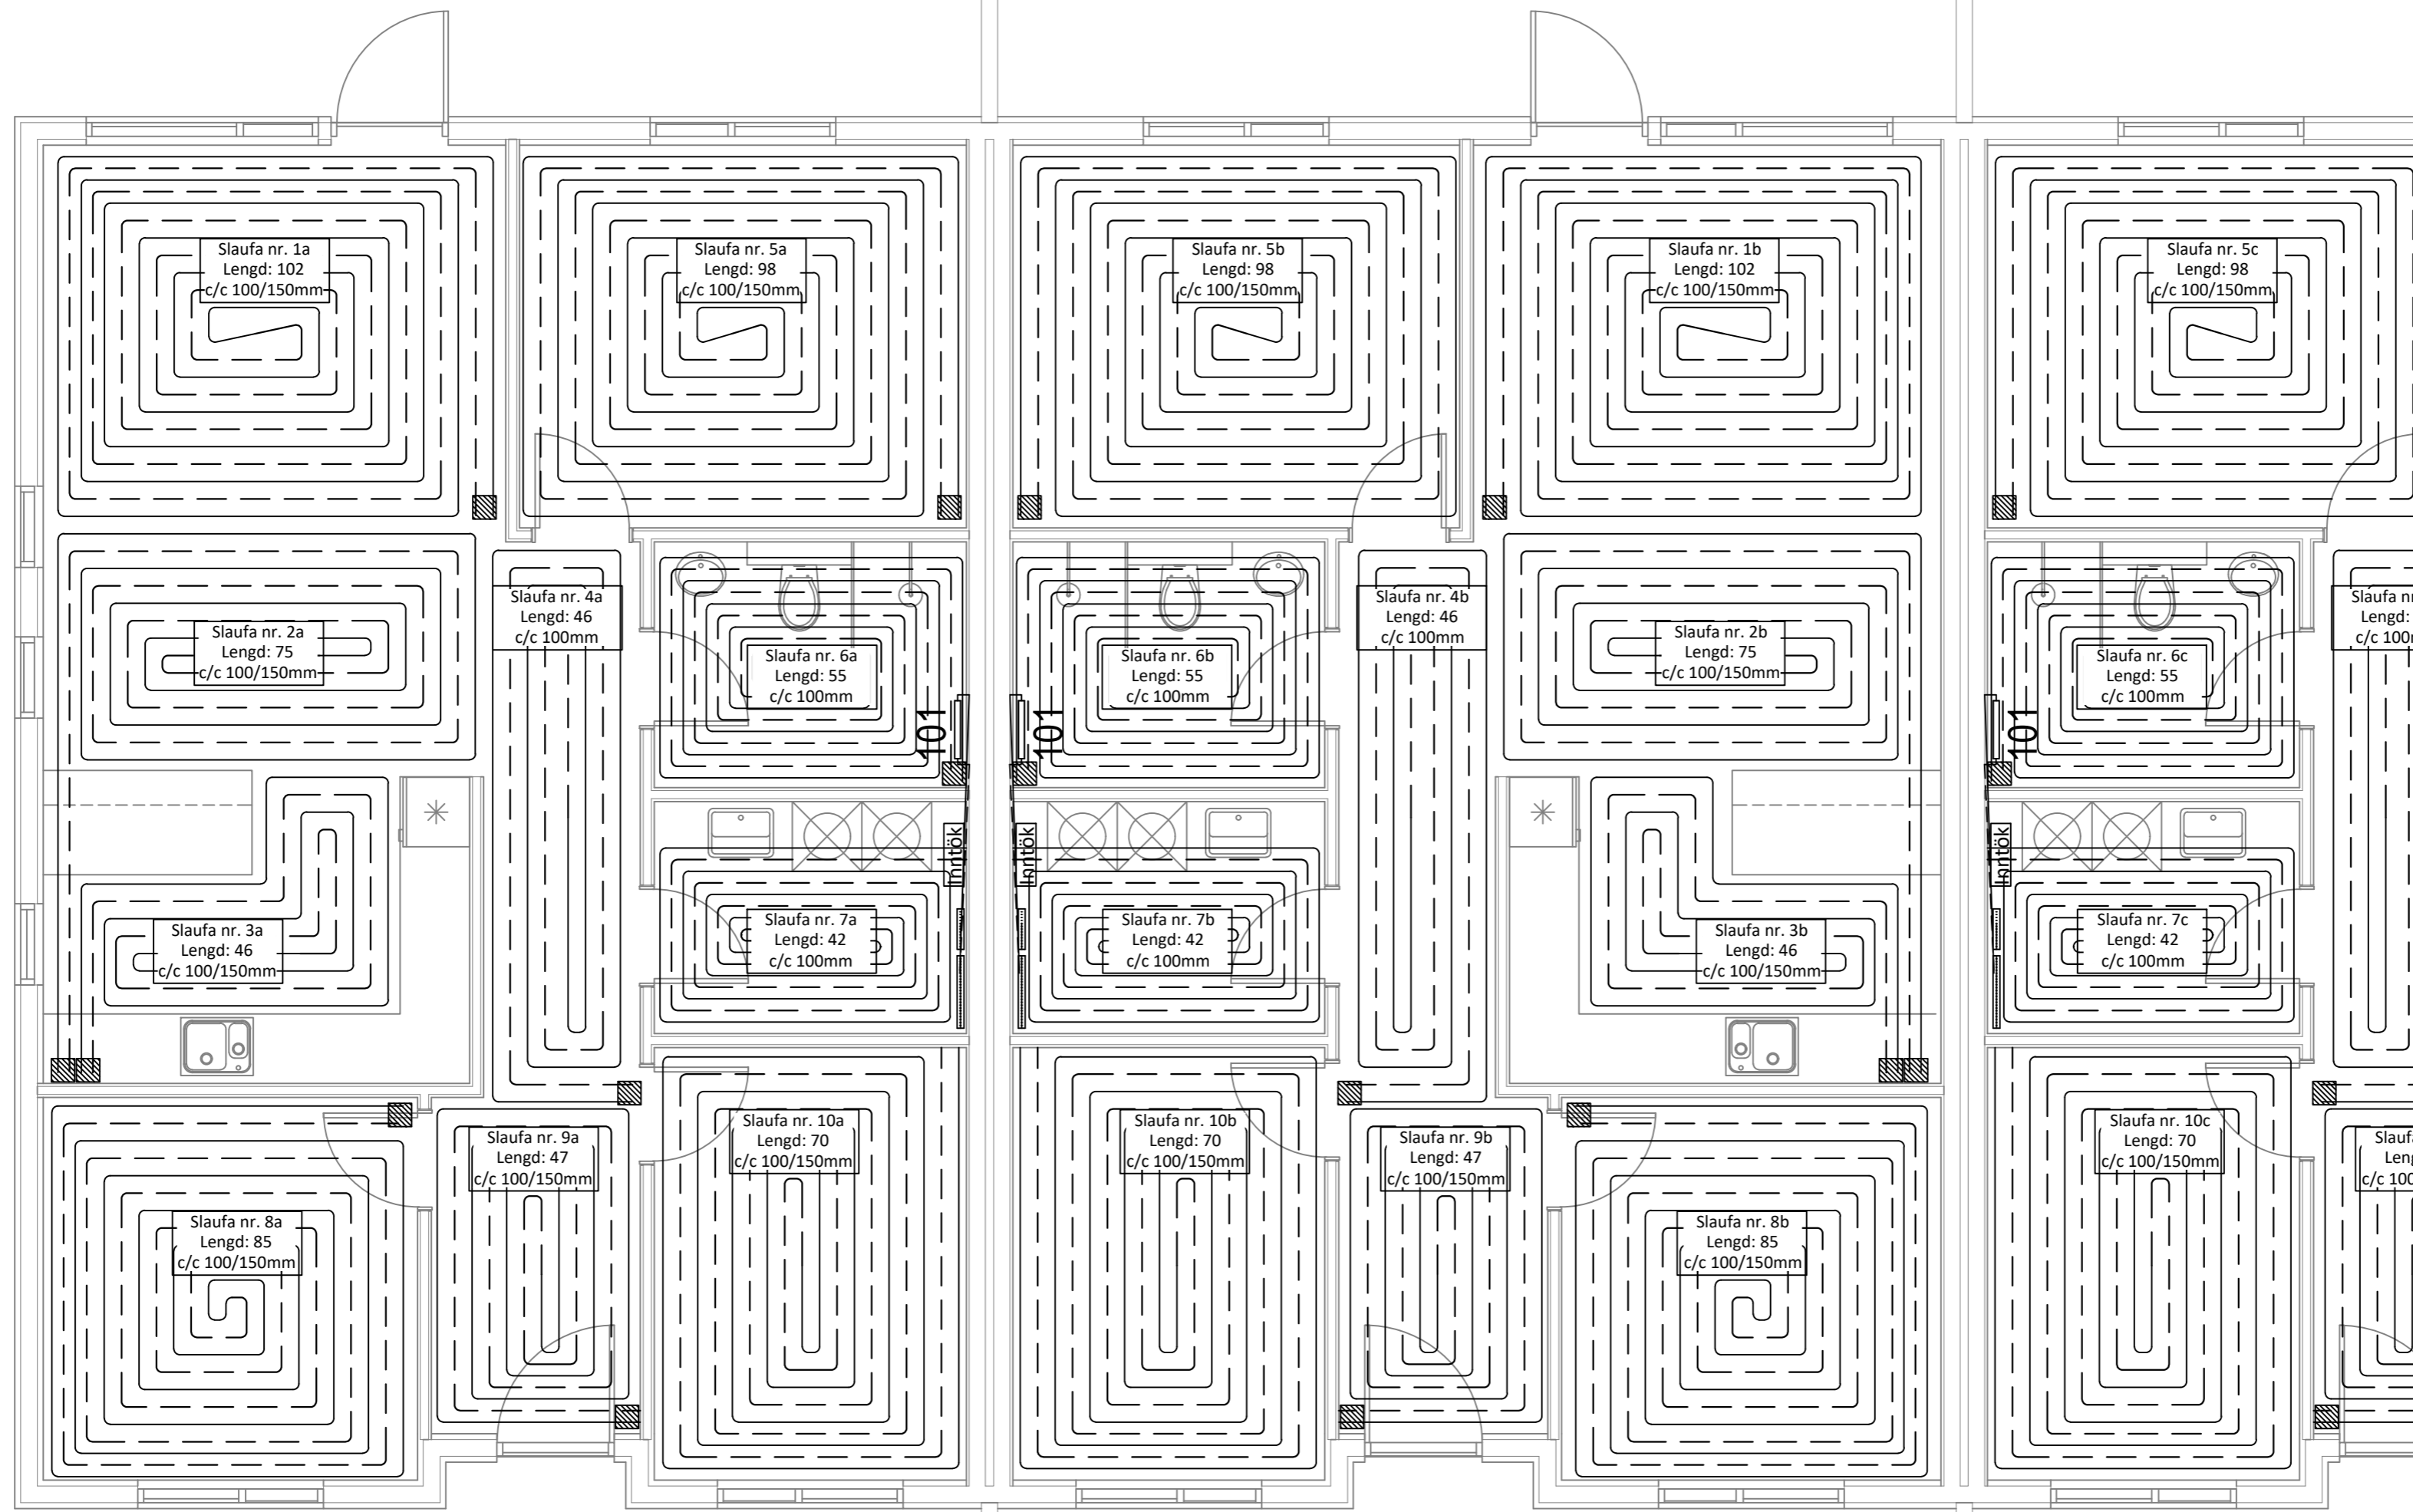 Slaufa nr. 1a
Lengd: 102
c/c 100/150mm
Slaufa nr. 5a
Lengd: 98
c/c 100/150mm
Slaufa nr. 5b
Lengd: 98
c/c 100/150mm
Slaufa nr. 1b
Lengd: 102
c/c 100/150mm
Slaufa nr. 5c
Lengd: 98
c/c 100/150mm
Slaufa nr. 2a
Lengd: 75
c/c 100/150mm
Slaufa nr. 4a
Lengd: 46
c/c 100mm
Slaufa nr. 6a
Lengd: 55
c/c 100mm
101
101
Slaufa nr. 6b
Lengd: 55
c/c 100mm
Slaufa nr. 4b
Lengd: 46
c/c 100mm
Slaufa nr. 2b
Lengd: 75
c/c 100/150mm
101
Slaufa nr. 6c
Lengd: 55
c/c 100mm
Slaufa nr
Lengd:
c/c 100
Slaufa nr. 3a
Lengd: 46
c/c 100/150mm
Slaufa nr. 7a
Lengd: 42
c/c 100mm
Inntök
Inntök
Slaufa nr. 7b
Lengd: 42
c/c 100mm
Slaufa nr. 3b
Lengd: 46
c/c 100/150mm
Inntök
Slaufa nr. 7c
Lengd: 42
c/c 100mm
Slaufa nr. 8a
Lengd: 85
c/c 100/150mm
Slaufa nr. 9a
Lengd: 47
c/c 100/150mm
Slaufa nr. 10a
Lengd: 70
c/c 100/150mm
Slaufa nr. 10b
Lengd: 70
c/c 100/150mm
Slaufa nr. 9b
Lengd: 47
c/c 100/150mm
Slaufa nr. 8b
Lengd: 85
c/c 100/150mm
Slaufa nr. 10c
Lengd: 70
c/c 100/150mm
Slauf
Leng
c/c 100